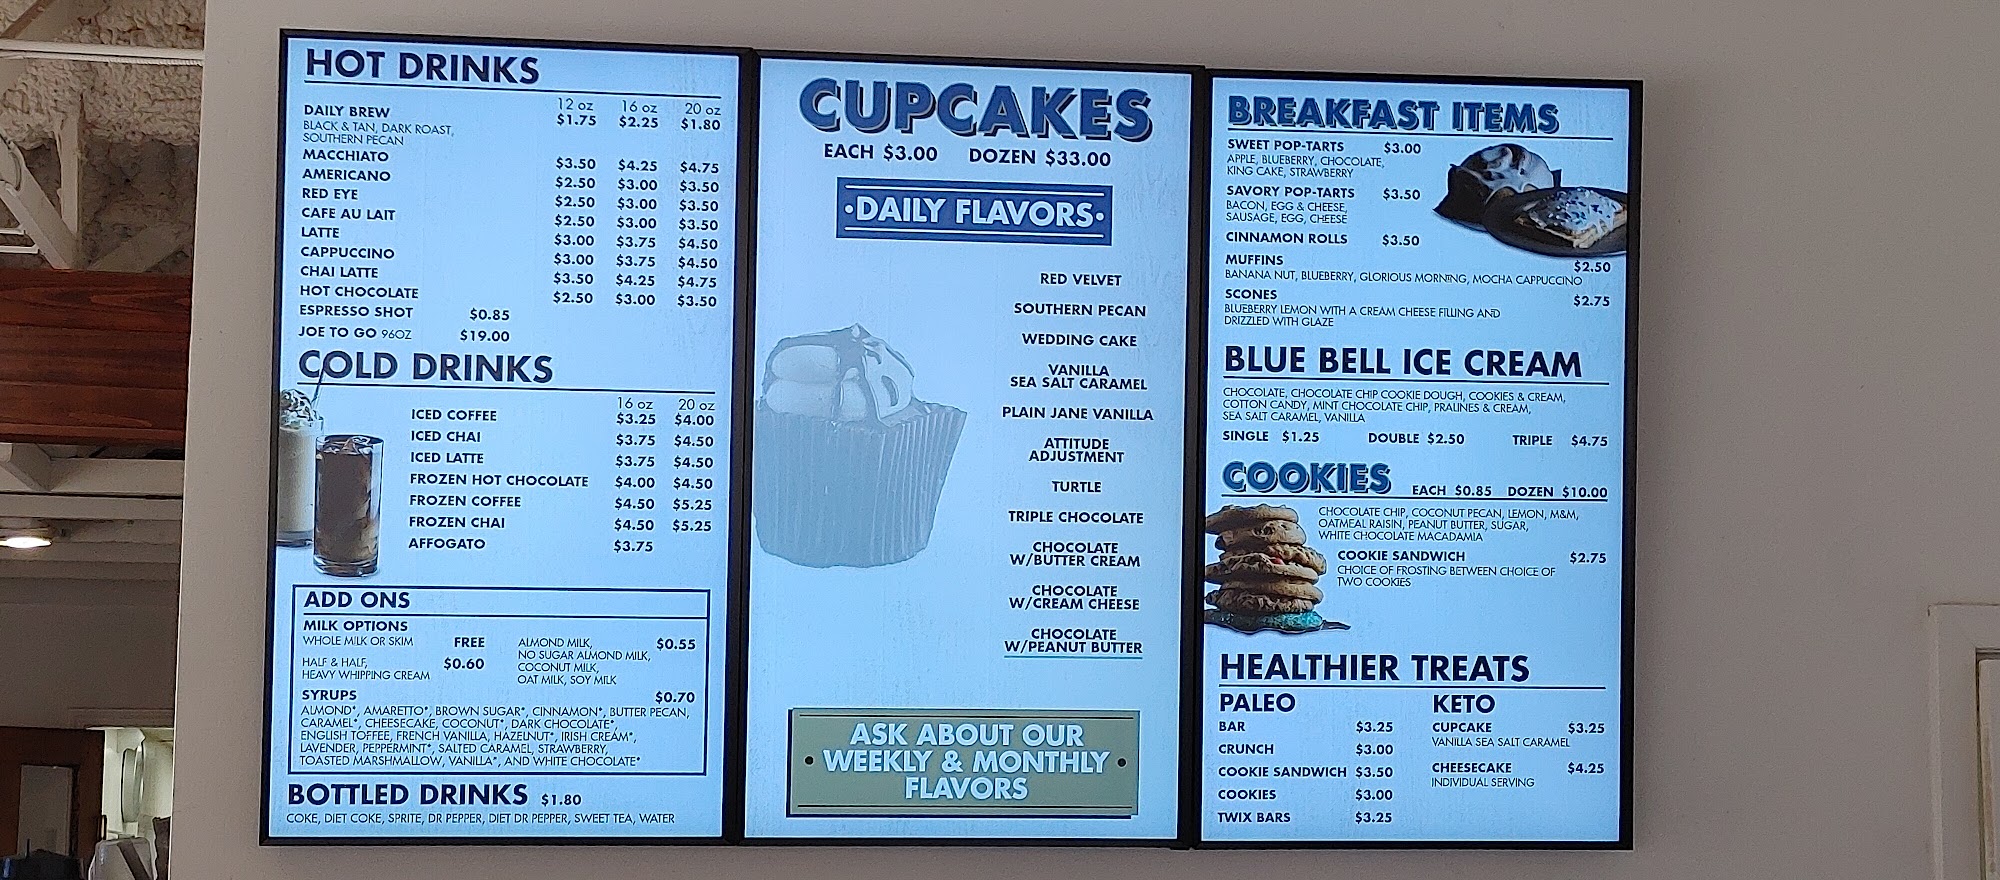 HOT DRINKS
12 oz 16 oz 20 oz
DAILY BREW $1.75 $2.25 $1.80
BLACK & TAN, DARK ROAST,
SOUTHERN PECAN
MACCHIATO $3.50 $4.25 $4.75
AMERICANO $2.50 $3.00 $3.50
RED EYE $2.50 $3.00 $3.50
CAFE AU LAIT $2.50 $3.00 $3.50
LATTE $3.00 $3.75 $4.50
CAPPUCCINO $3.00 $3.75 $4.50
CHAI LATTE $3.50 $4.25 $4.75
HOT CHOCOLATE $2.50 $3.00 $3.50
ESPRESSO SHOT $0.85
JOE TO GO 96OZ $19.00
COLD DRINKS
16 oz 20 oz
ICED COFFEE $3.25 $4.00
ICED CHAI $3.75 $4.50
ICED LATTE $3.75 $4.50
FROZEN HOT CHOCOLATE $4.00 $4.50
FROZEN COFFEE $4.50 $5.25
FROZEN CHAI $4.50 $5.25
AFFOGATO $3.75
ADD ONS
MILK OPTIONS
WHOLE MILK OR SKIM FREE
HALF & HALF, $0.60
HEAVY WHIPPING CREAM
ALMOND MILK, $0.55
NO SUGAR ALMOND MILK,
COCONUT MILK,
OAT MILK, SOY MILK
SYRUPS $0.70
ALMOND*, AMARETTO*, BROWN SUGAR*, CINNAMON*, BUTTER PECAN,
CARAMEL*, CHEESECAKE, COCONUT*, DARK CHOCOLATE*,
ENGLISH TOFFEE, FRENCH VANILLA, HAZELNUT*, IRISH CREAM*,
LAVENDER, PEPPERMINT*, SALTED CARAMEL, STRAWBERRY,
TOASTED MARSHMALLOW, VANILLA*, AND WHITE CHOCOLATE*
BOTTLED DRINKS $1.80
COKE, DIET COKE, SPRITE, DR PEPPER, DIET DR PEPPER, SWEET TEA, WATER
CUPCAKES
EACH $3.00 DOZEN $33.00
•DAILY FLAVORS•
RED VELVET
SOUTHERN PECAN
WEDDING CAKE
VANILLA
SEA SALT CARAMEL
PLAIN JANE VANILLA
ATTITUDE
ADJUSTMENT
TURTLE
TRIPLE CHOCOLATE
CHOCOLATE
W/BUTTER CREAM
CHOCOLATE
W/CREAM CHEESE
CHOCOLATE
W/PEANUT BUTTER
ASK ABOUT OUR
• WEEKLY & MONTHLY •
FLAVORS
BREAKFAST ITEMS
SWEET POP-TARTS $3.00
APPLE, BLUEBERRY, CHOCOLATE,
KING CAKE, STRAWBERRY
SAVORY POP-TARTS $3.50
BACON, EGG & CHEESE,
SAUSAGE, EGG, CHEESE
CINNAMON ROLLS $3.50
MUFFINS $2.50
BANANA NUT, BLUEBERRY, GLORIOUS MORNING, MOCHA CAPPUCCINO
SCONES $2.75
BLUEBERRY LEMON WITH A CREAM CHEESE FILLING AND
DRIZZLED WITH GLAZE
BLUE BELL ICE CREAM
CHOCOLATE, CHOCOLATE CHIP COOKIE DOUGH, COOKIES & CREAM,
COTTON CANDY, MINT CHOCOLATE CHIP, PRALINES & CREAM,
SEA SALT CARAMEL, VANILLA
SINGLE $1.25 DOUBLE $2.50 TRIPLE $4.75
COOKIES EACH $0.85 DOZEN $10.00
CHOCOLATE CHIP, COCONUT PECAN, LEMON, M&M,
OATMEAL RAISIN, PEANUT BUTTER, SUGAR,
WHITE CHOCOLATE MACADAMIA
COOKIE SANDWICH $2.75
CHOICE OF FROSTING BETWEEN CHOICE OF
TWO COOKIES
HEALTHIER TREATS
PALEO
BAR $3.25
CRUNCH $3.00
COOKIE SANDWICH $3.50
COOKIES $3.00
TWIX BARS $3.25
KETO
CUPCAKE $3.25
VANILLA SEA SALT CARAMEL
CHEESECAKE $4.25
INDIVIDUAL SERVING